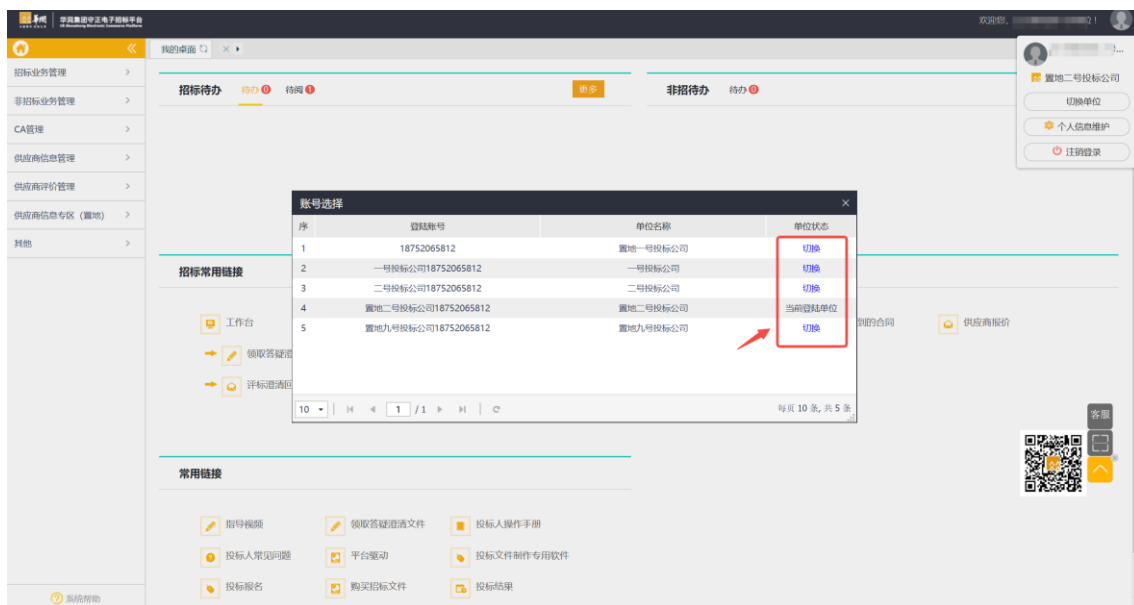 华润 华润集团守正电子招标平台
欢迎您, 2！
我的桌面
招标业务管理
非招标业务管理
CA管理
供应商信息管理
供应商评价管理
供应商信息专区（置地）
其他
系统帮助
招标待办 待办 0 待阅 0 更多
非招待办 待办 0
置地二号投标公司
切换单位
个人信息维护
注销登录
账号选择
序 登陆账号 单位名称 单位状态
1 18752065812 置地一号投标公司 切换
2 一号投标公司18752065812 一号投标公司 切换
3 二号投标公司18752065812 二号投标公司 切换
4 置地二号投标公司18752065812 置地二号投标公司 当前登陆单位
5 置地九号投标公司18752065812 置地九号投标公司 切换
10 1 / 1 每页 10 条, 共 5 条
招标常用链接
工作台 到的合同 供应商报价
领取答疑澄
评标澄清回
客服
常用链接
指导视频 领取答疑澄清文件 投标人操作手册
投标人常见问题 平台驱动 投标文件制作专用软件
投标报名 购买招标文件 投标结果